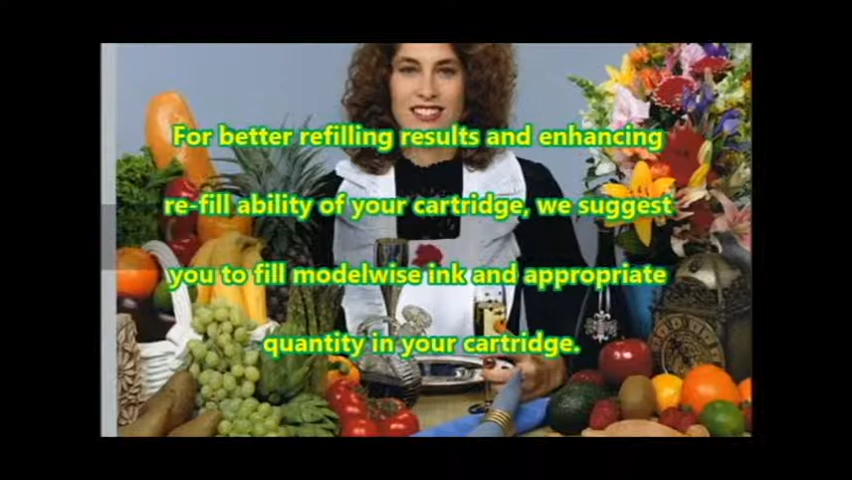 For better refilling results and enhancing
re-fill ability of your cartridge, we suggest
you to fill modelwise ink and appropriate
quantity in your cartridge.